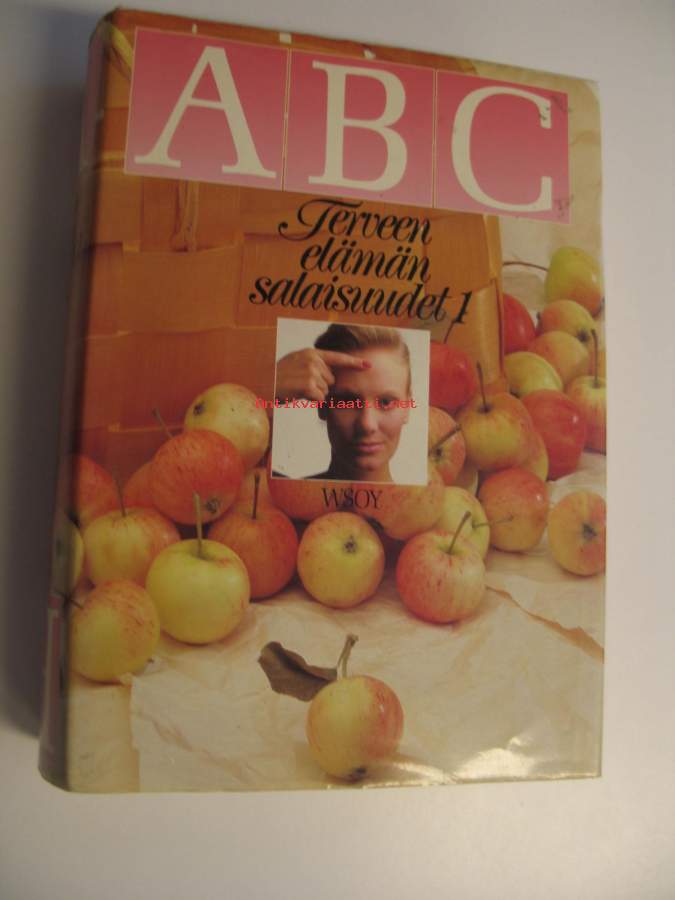 ABC
Terveen
elämän
salaisuudet 1
Antikvariaatti.net
WSOY